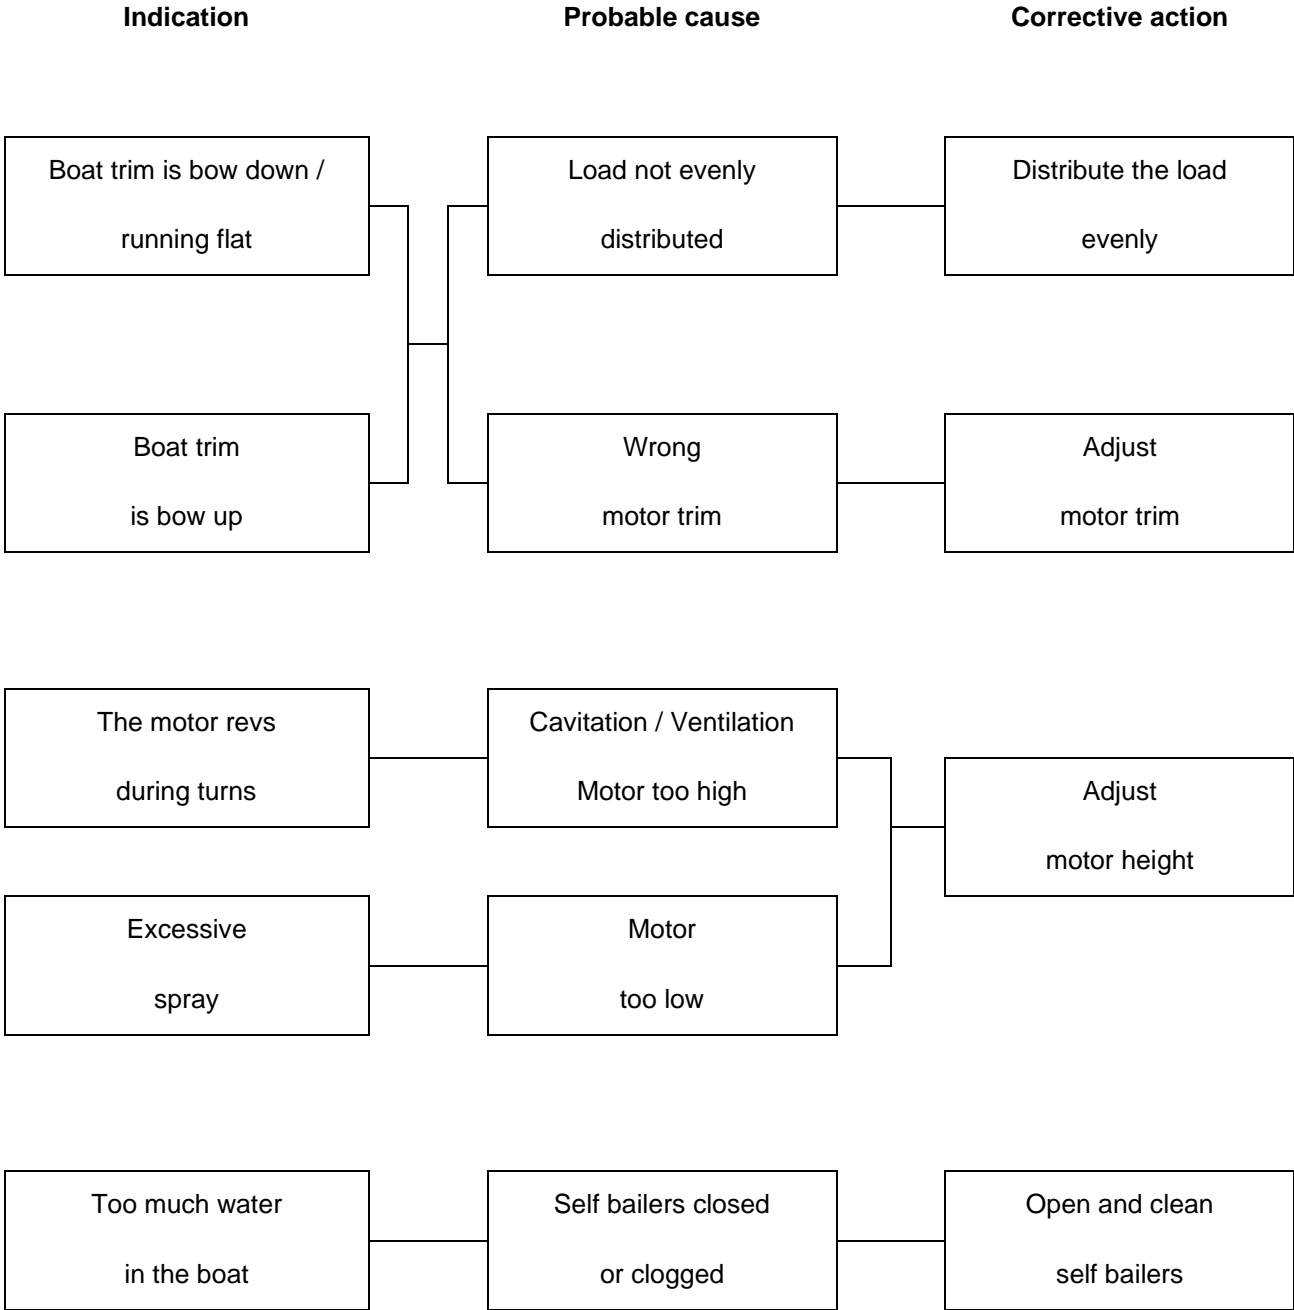 Indication
Probable cause
Corrective action
Boat trim is bow down /
running flat
Load not evenly
distributed
Distribute the load
evenly
Boat trim
is bow up
Wrong
motor trim
Adjust
motor trim
The motor revs
during turns
Cavitation / Ventilation
Motor too high
Adjust
motor height
Excessive
spray
Motor
too low
Too much water
in the boat
Self bailers closed
or clogged
Open and clean
self bailers